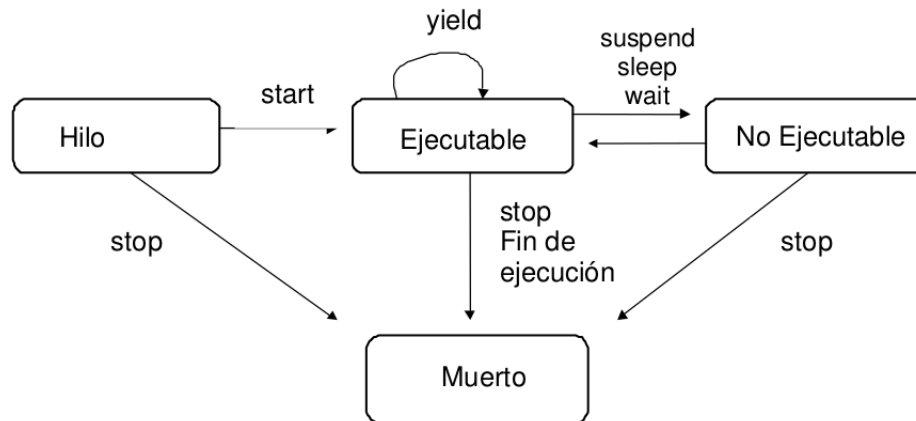 yield
suspend
sleep
wait
start
Hilo
Ejecutable
No Ejecutable
stop
stop
Fin de
ejecución
stop
Muerto